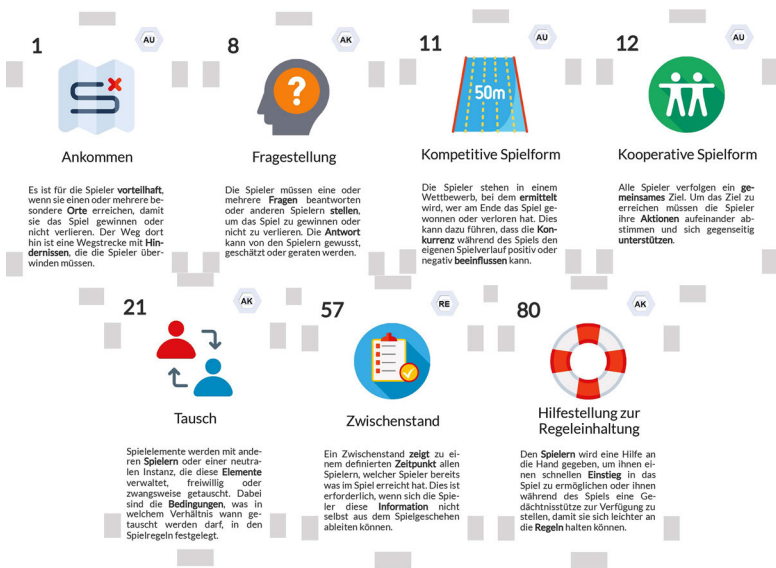 1
AU
Ankommen
Es ist für die Spieler vorteilhaft,
wenn sie einen oder mehrere be-
sondere Orte erreichen, damit
sie das Spiel gewinnen oder
nicht verlieren. Der Weg dort
hin ist eine Wegstrecke mit Hin-
dernissen, die die Spieler über-
winden müssen.
8
AK
?
Fragestellung
Die Spieler müssen eine oder
mehrere Fragen beantworten
oder anderen Spielern stellen,
um das Spiel zu gewinnen oder
nicht zu verlieren. Die Antwort
kann von den Spielern gewusst,
geschätzt oder geraten werden.
11
AU
50m
Kompetitive Spielform
Die Spieler stehen in einem
Wettbewerb, bei dem ermittelt
wird, wer am Ende das Spiel ge-
wonnen oder verloren hat. Dies
kann dazu führen, dass die Kon-
kurrenz während des Spiels den
eigenen Spielverlauf positiv oder
negativ beeinflussen kann.
12
AU
Kooperative Spielform
Alle Spieler verfolgen ein ge-
meinsames Ziel. Um das Ziel zu
erreichen müssen die Spieler
ihre Aktionen aufeinander ab-
stimmen und sich gegenseitig
unterstützen.
21
AK
Tausch
Spielelemente werden mit ande-
ren Spielern oder einer neutra-
len Instanz, die diese Elemente
verwaltet, freiwillig oder
zwangsweise getauscht. Dabei
sind die Bedingungen, was in
welchem Verhältnis wann ge-
tauscht werden darf, in den
Spielregeln festgelegt.
57
RE
Zwischenstand
Ein Zwischenstand zeigt zu ei-
nem definierten Zeitpunkt allen
Spielern, welcher Spieler bereits
was im Spiel erreicht hat. Dies ist
erforderlich, wenn sich die Spie-
ler diese Information nicht
selbst aus dem Spielgeschehen
ableiten können.
80
AK
Hilfestellung zur
Regeleinhaltung
Den Spielern wird eine Hilfe an
die Hand gegeben, um ihnen ei-
nen schnellen Einstieg in das
Spiel zu ermöglichen oder ihnen
während des Spiels eine Ge-
dächtnisstütze zur Verfügung zu
stellen, damit sie sich leichter an
die Regeln halten können.